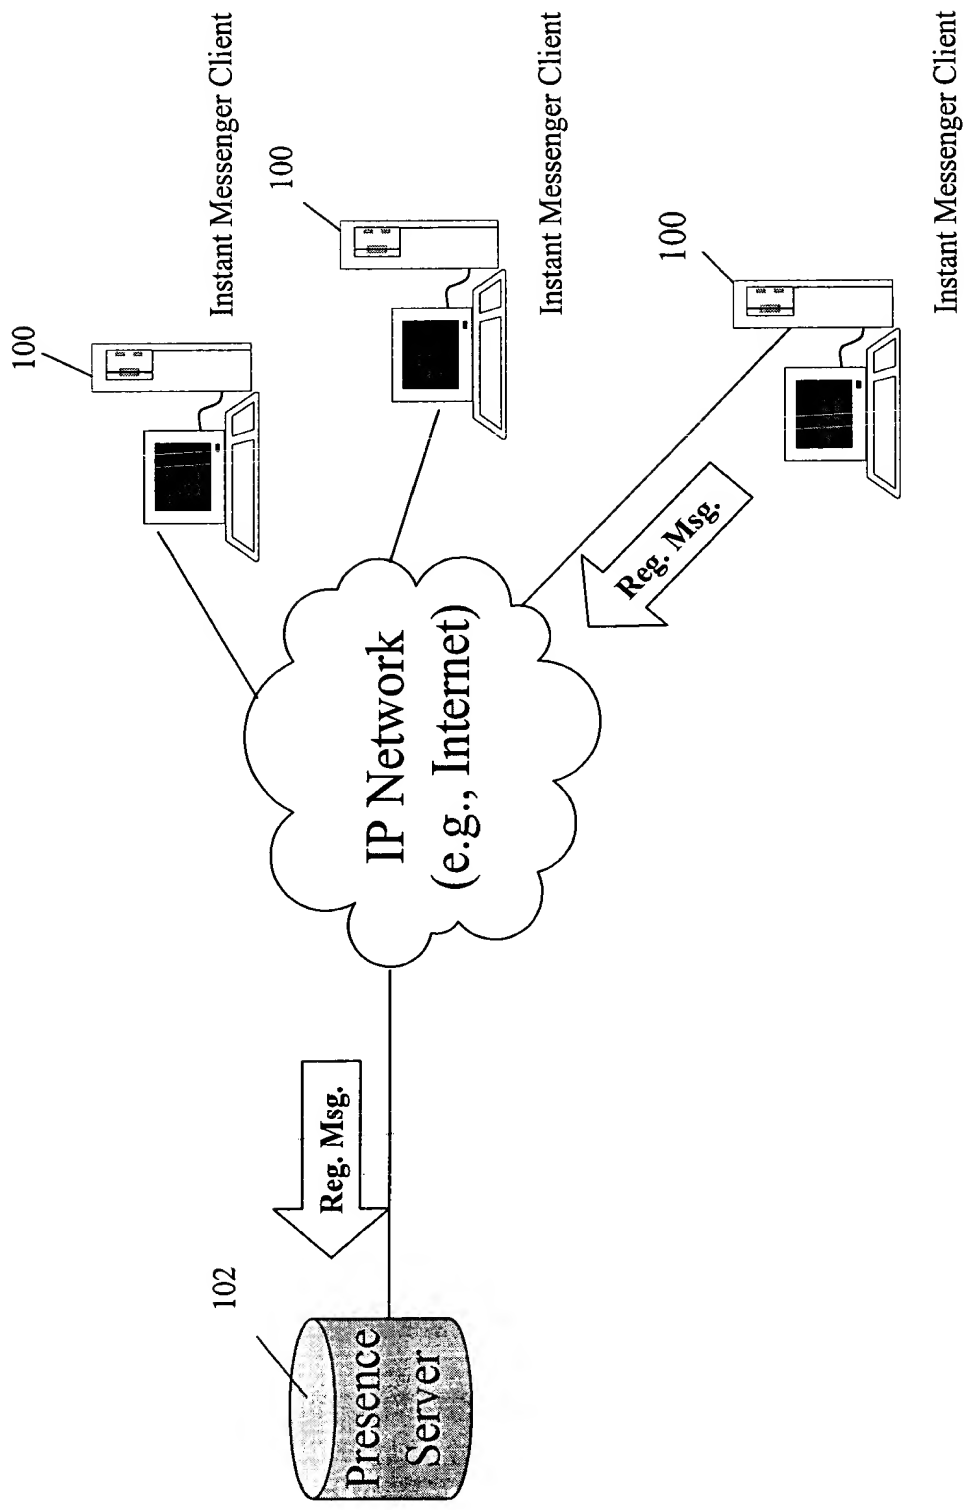 102
Presence
Server
Reg. Msg.
IP Network
(e.g., Internet)
Reg. Msg.
100
Instant Messenger Client
100
Instant Messenger Client
100
Instant Messenger Client